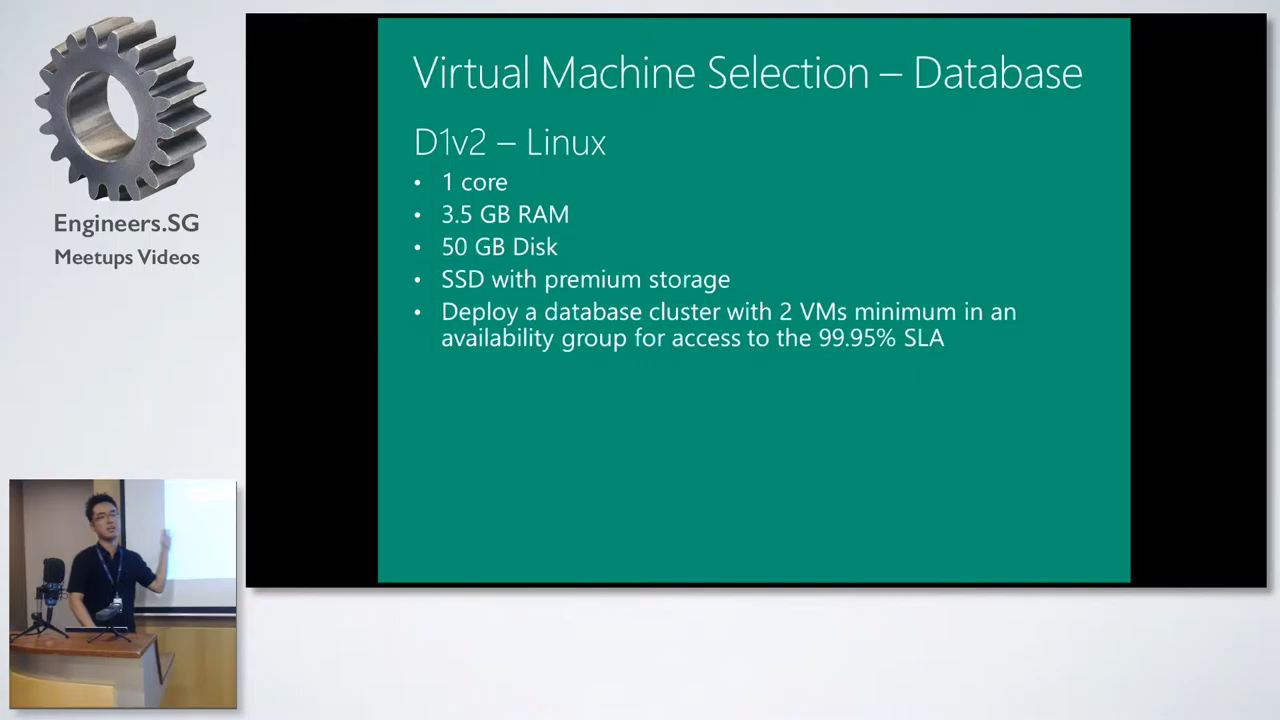 Engineers.SG
Meetups Videos
Virtual Machine Selection – Database
D1v2 – Linux
• 1 core
• 3.5 GB RAM
• 50 GB Disk
• SSD with premium storage
• Deploy a database cluster with 2 VMs minimum in an
availability group for access to the 99.95% SLA